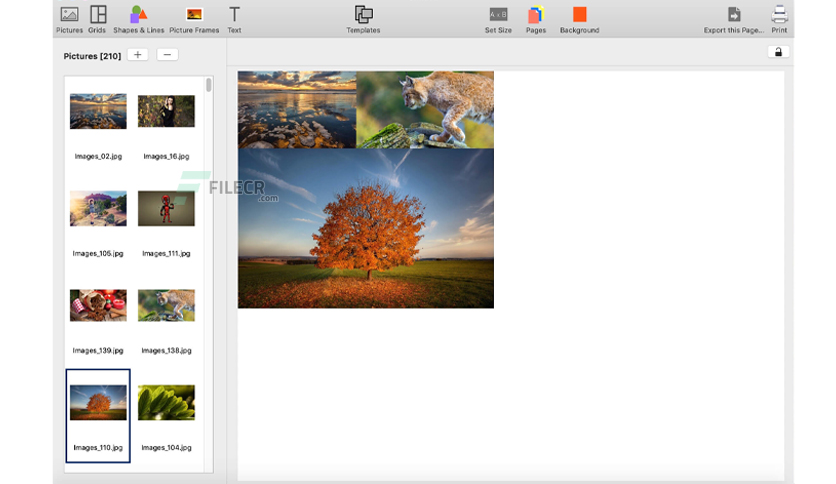 Pictures Grids Shapes & Lines Picture Frames Text Templates Set Size Pages Background Export this Page... Print
Pictures [210] + −
Images_02.jpg Images_16.jpg
FILECR
.com
Images_105.jpg Images_111.jpg
Images_139.jpg Images_138.jpg
Images_110.jpg Images_104.jpg